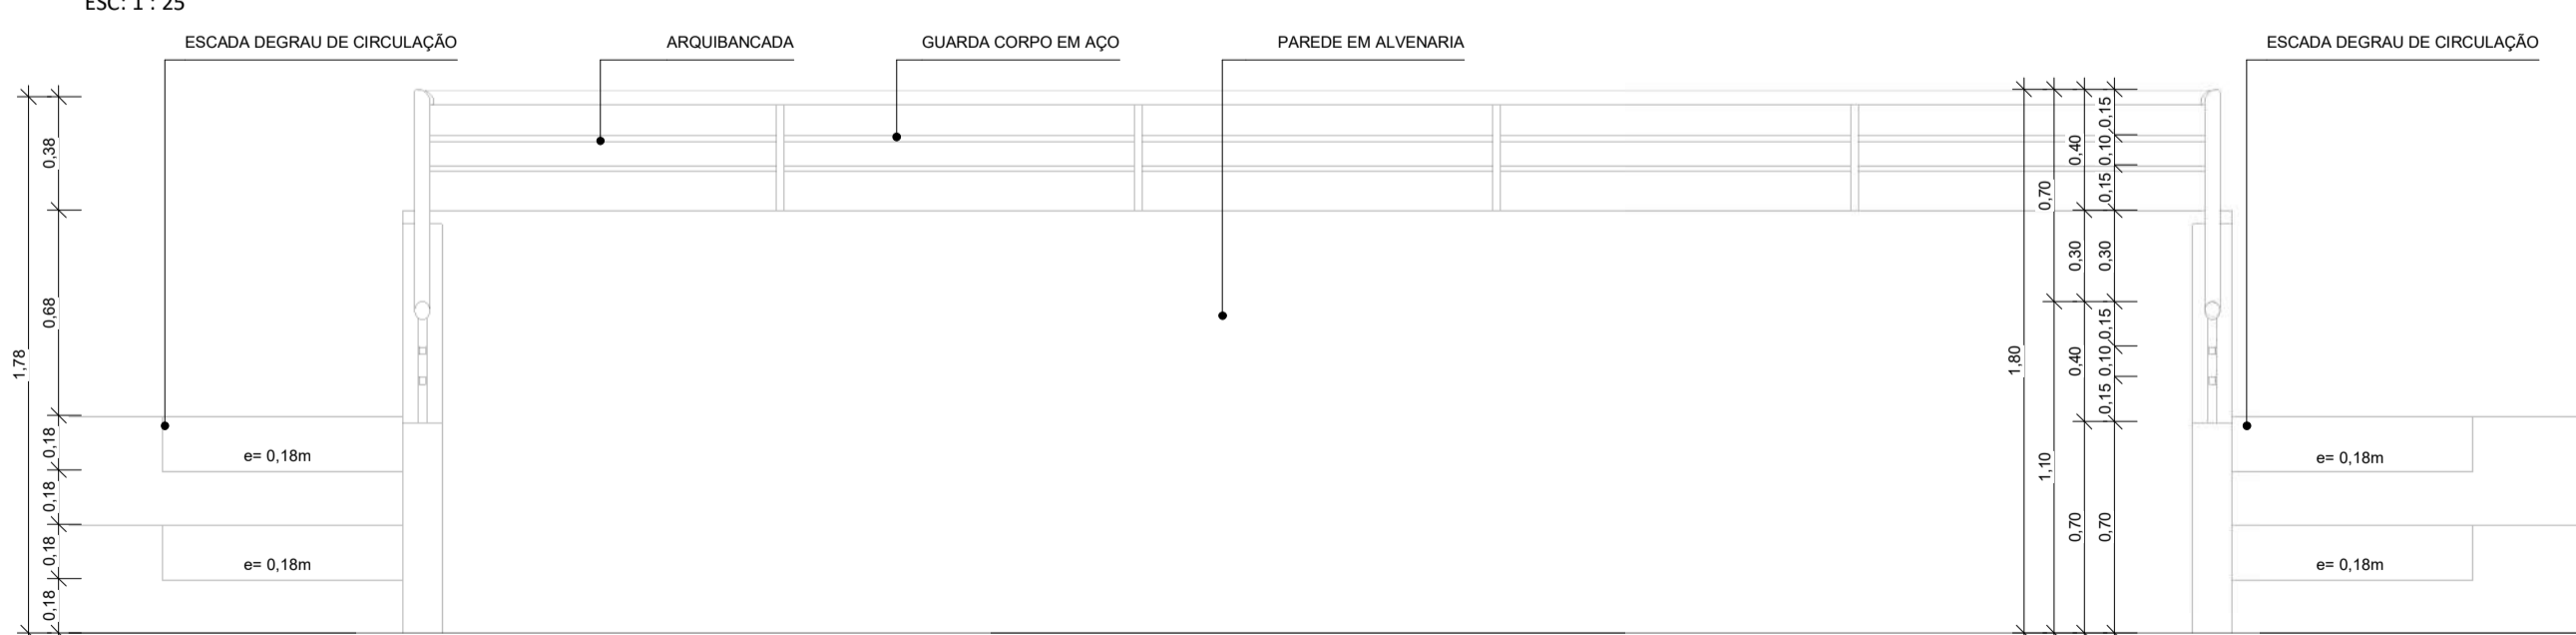 ESC: 1 : 25
ESCADA DEGRAU DE CIRCULAÇÃO
ARQUIBANCADA
GUARDA CORPO EM AÇO
PAREDE EM ALVENARIA
ESCADA DEGRAU DE CIRCULAÇÃO
1,78
0,38
0,68
0,18
0,18
0,18
0,18
e= 0,18m
e= 0,18m
1,80
0,70
1,10
0,40
0,30
0,40
0,70
0,15
0,10
0,15
0,30
0,15
0,10
0,15
0,70
e= 0,18m
e= 0,18m